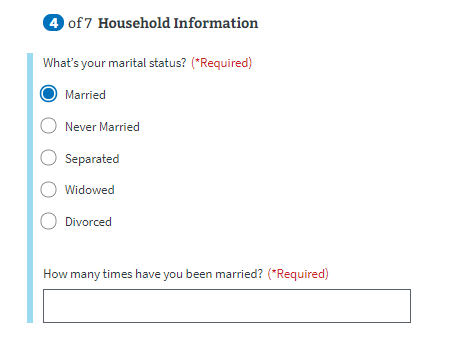 4 of 7 Household Information
What's your marital status? (*Required)
Married
Never Married
Separated
Widowed
Divorced
How many times have you been married? (*Required)